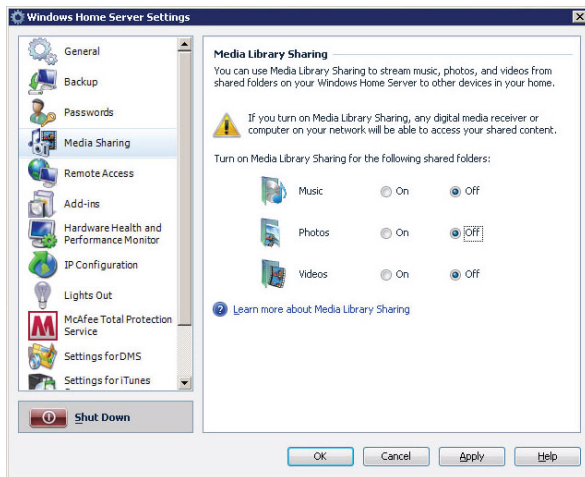 Windows Home Server Settings
General
Backup
Passwords
Media Sharing
Remote Access
Add-ins
Hardware Health and
Performance Monitor
IP Configuration
Lights Out
McAfee Total Protection
Service
Settings for DMS
Settings for iTunes
Shut Down
Media Library Sharing
You can use Media Library Sharing to stream music, photos, and videos from
shared folders on your Windows Home Server to other devices in your home.
If you turn on Media Library Sharing, any digital media receiver or
computer on your network will be able to access your shared content.
Turn on Media Library Sharing for the following shared folders:
Music On Off
Photos On Off
Videos On Off
Learn more about Media Library Sharing
OK Cancel Apply Help